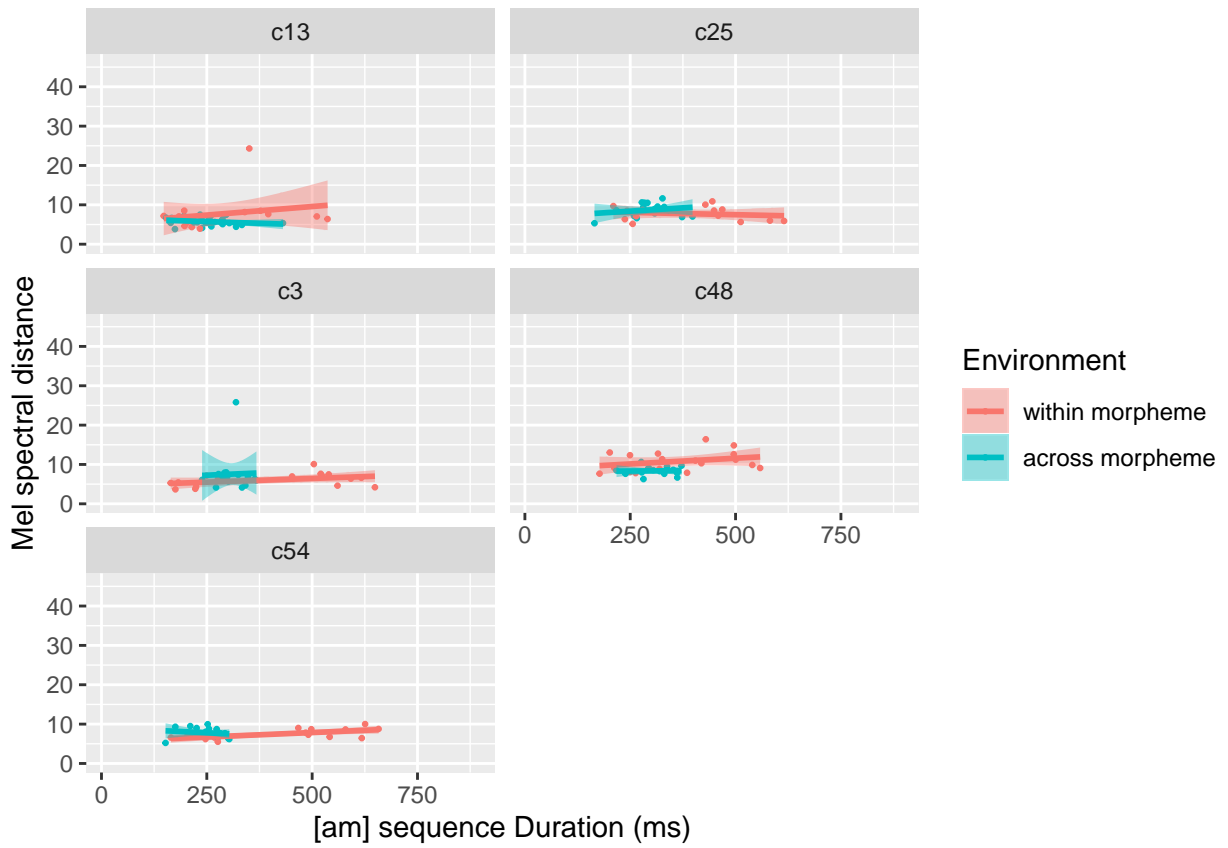 c13
c25
40
30
20
10
0
c3
c48
40
30
20
10
0
0
250
500
750
c54
40
30
20
10
0
0
250
500
750
[am] sequence Duration (ms)
Mel spectral distance
Environment
within morpheme
across morpheme